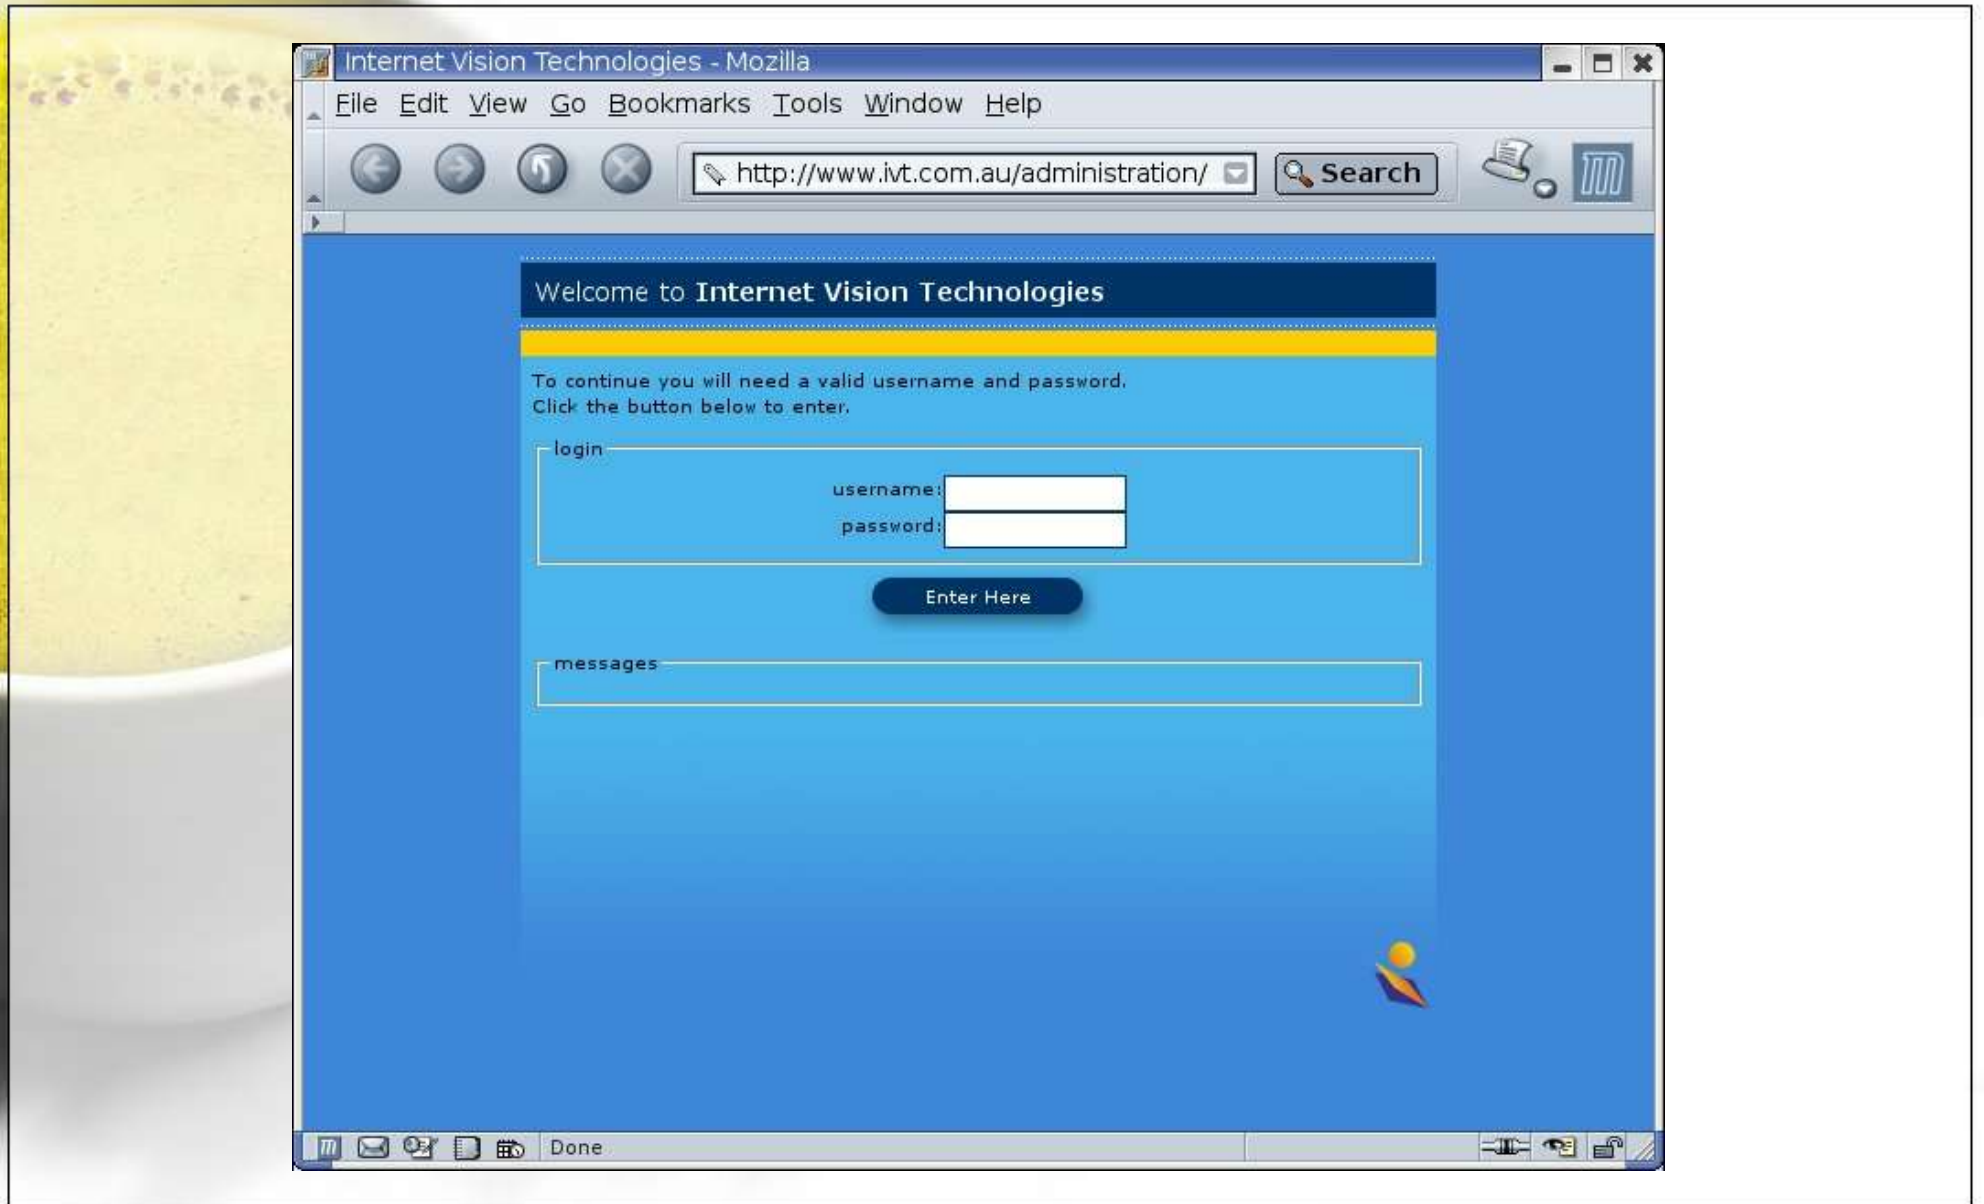 Internet Vision Technologies - Mozilla
File Edit View Go Bookmarks Tools Window Help
http://www.ivt.com.au/administration/ Search
Welcome to Internet Vision Technologies
To continue you will need a valid username and password.
Click the button below to enter.
login
username:
password:
Enter Here
messages
Done